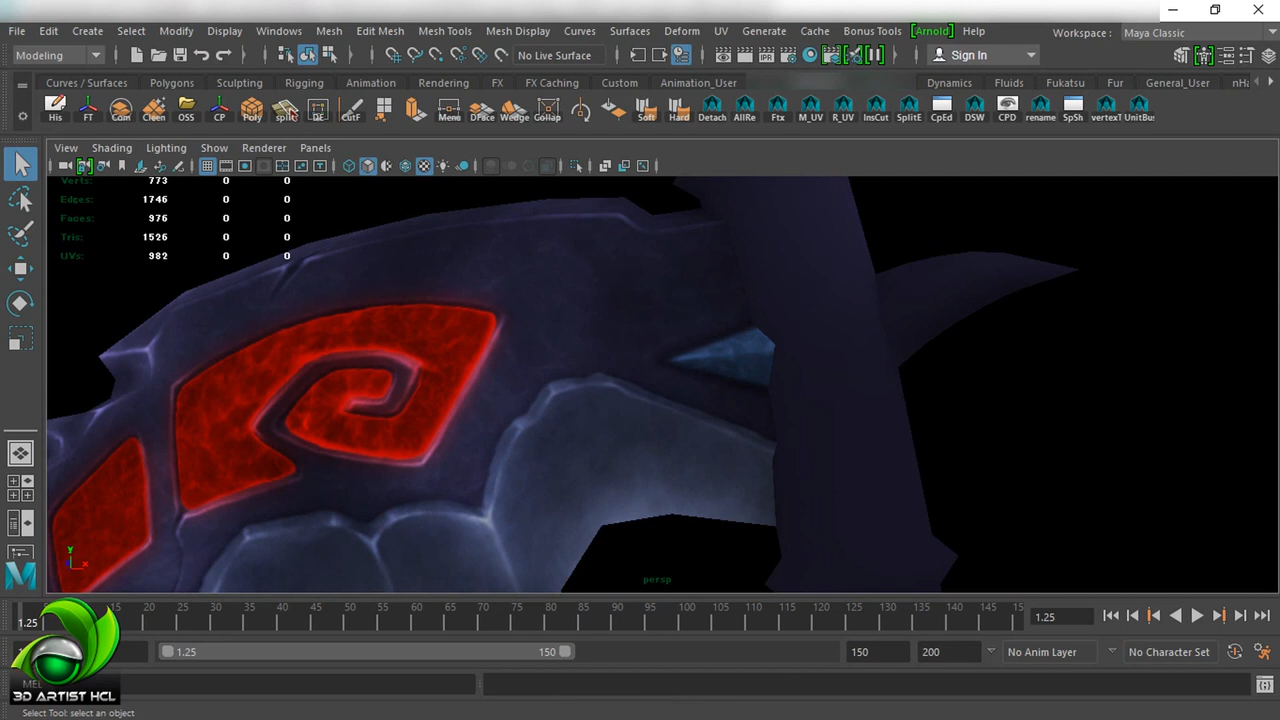 File Edit Create Select Modify Display Windows Mesh Edit Mesh Mesh Tools Mesh Display Curves Surfaces Deform UV Generate Cache Bonus Tools [Arnold] Help Workspace : Maya Classic
Modeling No Live Surface Sign In
Curves / Surfaces Polygons Sculpting Rigging Animation Rendering FX FX Caching Custom Animation_User Dynamics Fluids Fukatsu Fur General_User nHa
His FT Cam Cleen OSS CP Poly split DE CutF Menu DFace Wedge Gollap Soft Hard Detach AllRe Ftx M_UV R_UV InsCut SplitE CpEd DSW CPD rename SpSh vertexT UnitBus
View Shading Lighting Show Renderer Panels
Verts: 773 0 0
Edges: 1746 0 0
Faces: 976 0 0
Tris: 1526 0 0
UVs: 982 0 0
persp
15 20 25 30 35 40 45 50 55 60 65 70 75 80 85 90 95 100 105 110 115 120 125 130 135 140 145 15
1.25 1.25
1.25 150 150 200 No Anim Layer No Character Set
MEL
3D ARTIST HCL
Select Tool: select an object